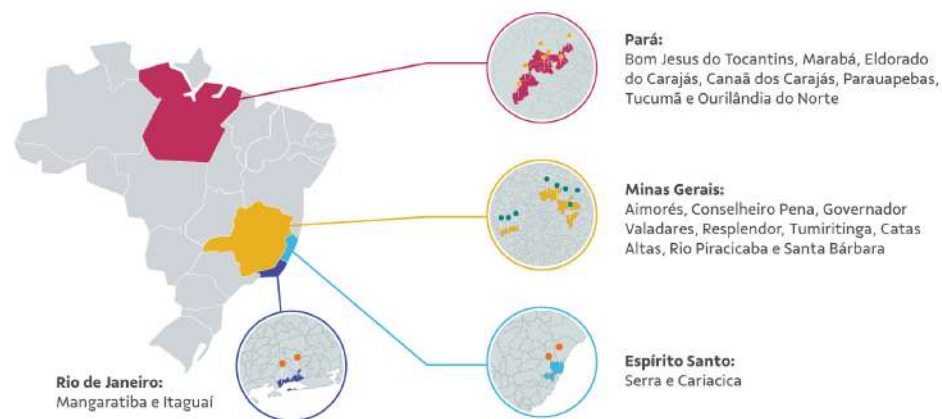 Pará:
Bom Jesus do Tocantins, Marabá, Eldorado
do Carajás, Canaã dos Carajás, Parauapebas,
Tucumã e Ourilândia do Norte
Minas Gerais:
Aimorés, Conselheiro Pena, Governador
Valadares, Resplendor, Tumiritinga, Catas
Altas, Rio Piracicaba e Santa Bárbara
Espírito Santo:
Serra e Cariacica
Rio de Janeiro:
Mangaratiba e Itaguaí